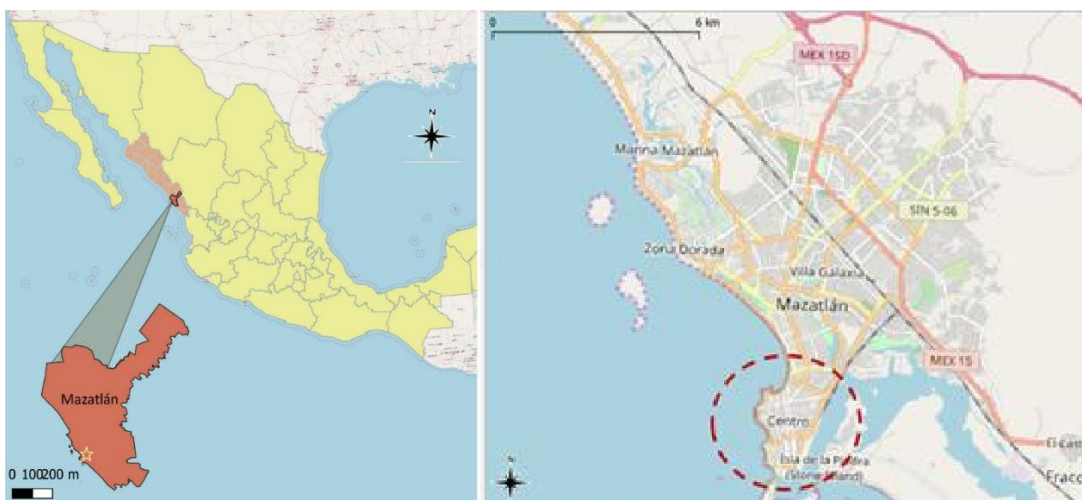 N
Mazatlán
0 100200 m
6 km
MEX 15D
Marina Mazatlán
SIN 5-06
Zona Dorada
Villa Galaxia
Mazatlán
MEX 15
Centro
Isla de la Piedra
(Stone Island)
Fracc